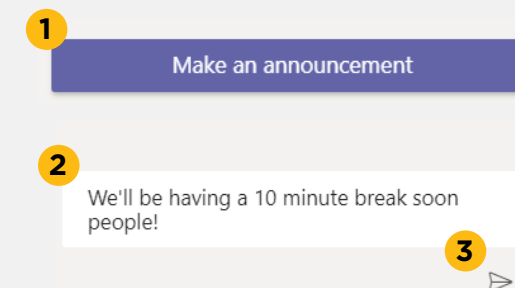 1
Make an announcement
2
We'll be having a 10 minute break soon
people!
3